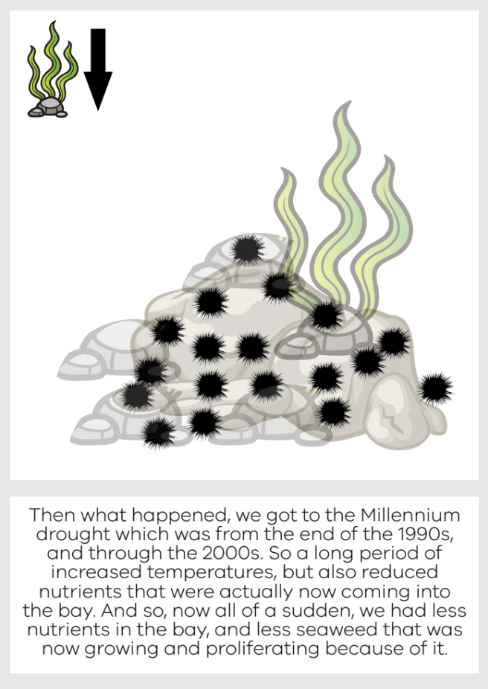 Then what happened, we got to the Millennium
drought which was from the end of the 1990s,
and through the 2000s. So a long period of
increased temperatures, but also reduced
nutrients that were actually now coming into
the bay. And so, now all of a sudden, we had less
nutrients in the bay, and less seaweed that was
now growing and proliferating because of it.